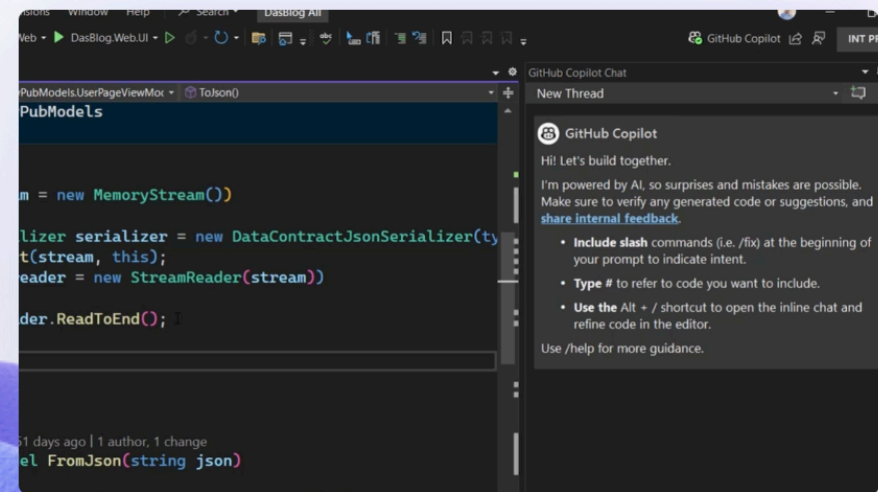 Window Help Search DasBlog All
Web DasBlog.Web.UI GitHub Copilot INT PR
PubModels.UserPageViewMoc ToJson()
PubModels
m = new MemoryStream())
lizer serializer = new DataContractJsonSerializer(ty
t(stream, this);
eader = new StreamReader(stream))
der.ReadToEnd();
51 days ago | 1 author, 1 change
el FromJson(string json)
GitHub Copilot Chat
New Thread
GitHub Copilot
Hi! Let's build together.
I'm powered by AI, so surprises and mistakes are possible.
Make sure to verify any generated code or suggestions, and
share internal feedback.
• Include slash commands (i.e. /fix) at the beginning of
your prompt to indicate intent.
• Type # to refer to code you want to include.
• Use the Alt + / shortcut to open the inline chat and
refine code in the editor.
Use /help for more guidance.